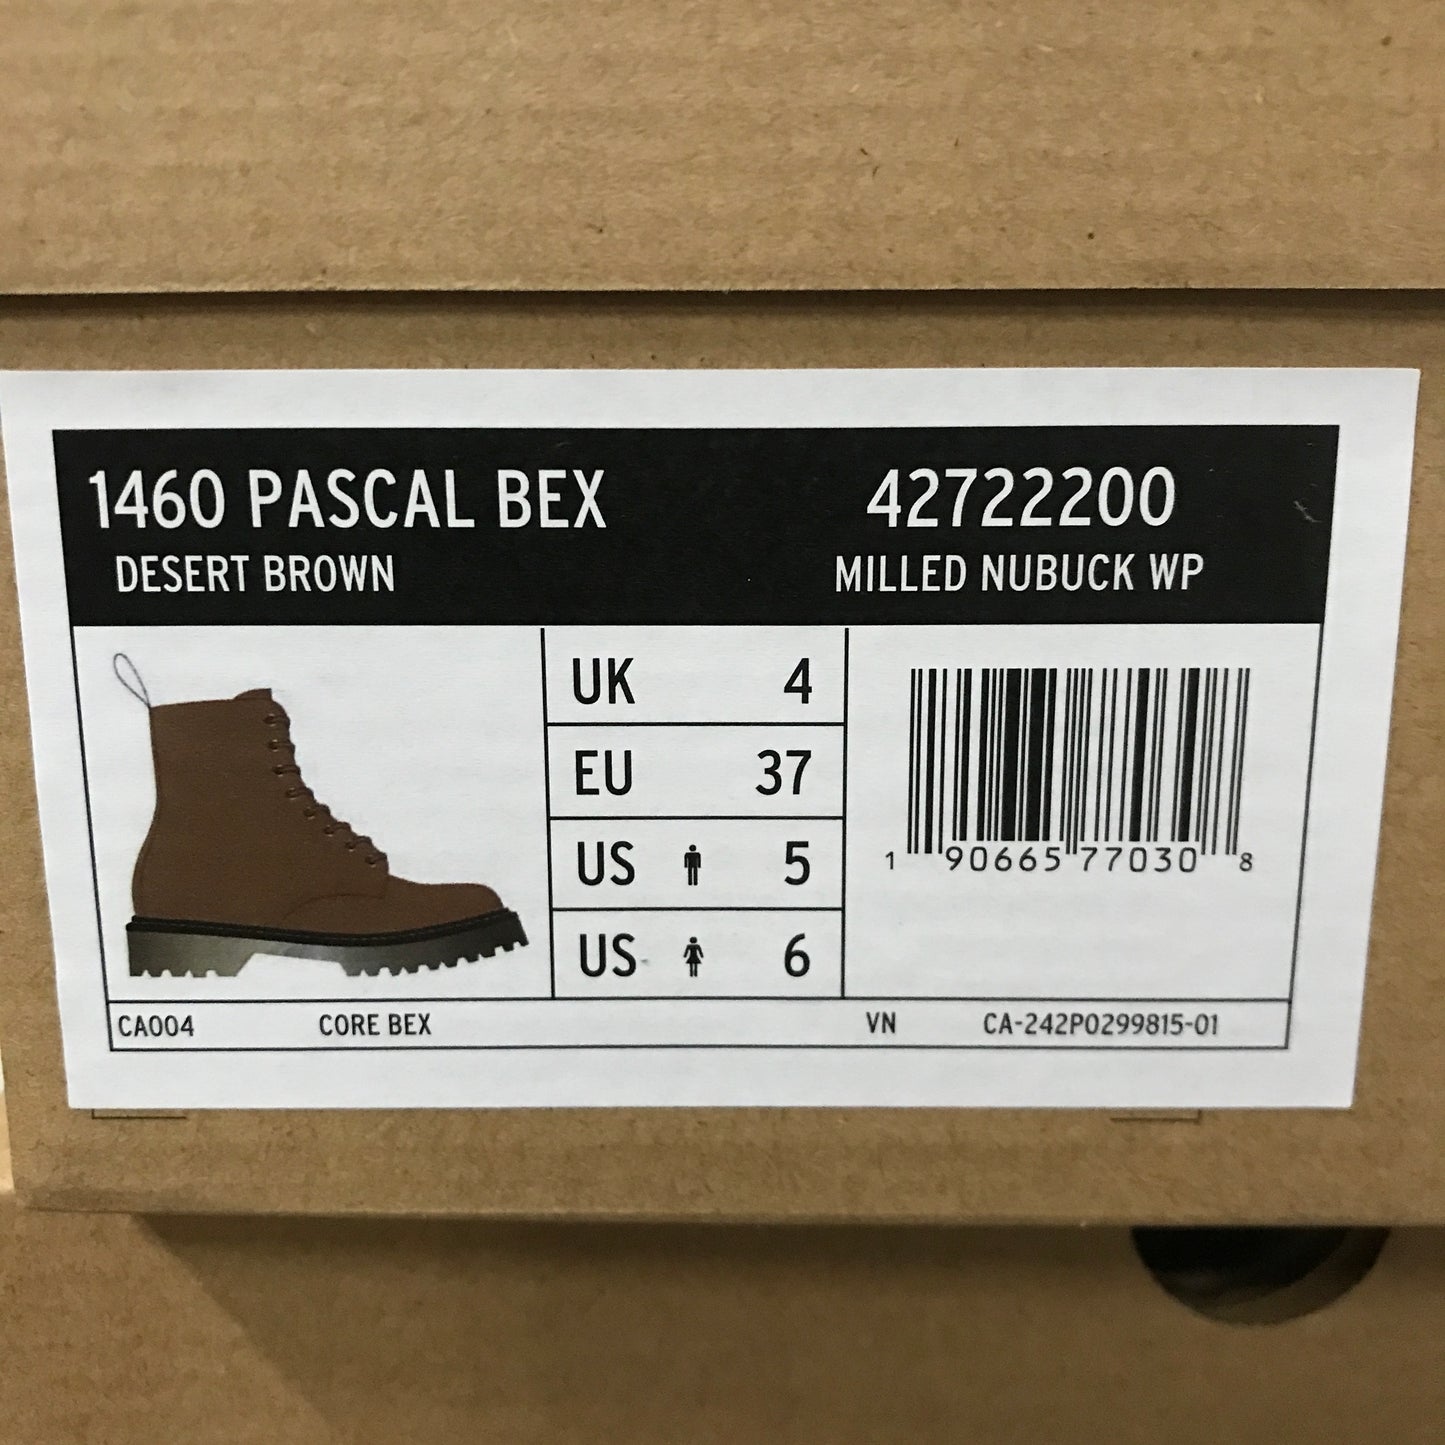 1460 PASCAL BEX 42722200
DESERT BROWN MILLED NUBUCK WP
UK 4
EU 37
US 5
US 6
1 90665 77030 8
CA004 CORE BEX VN CA-242P0299815-01